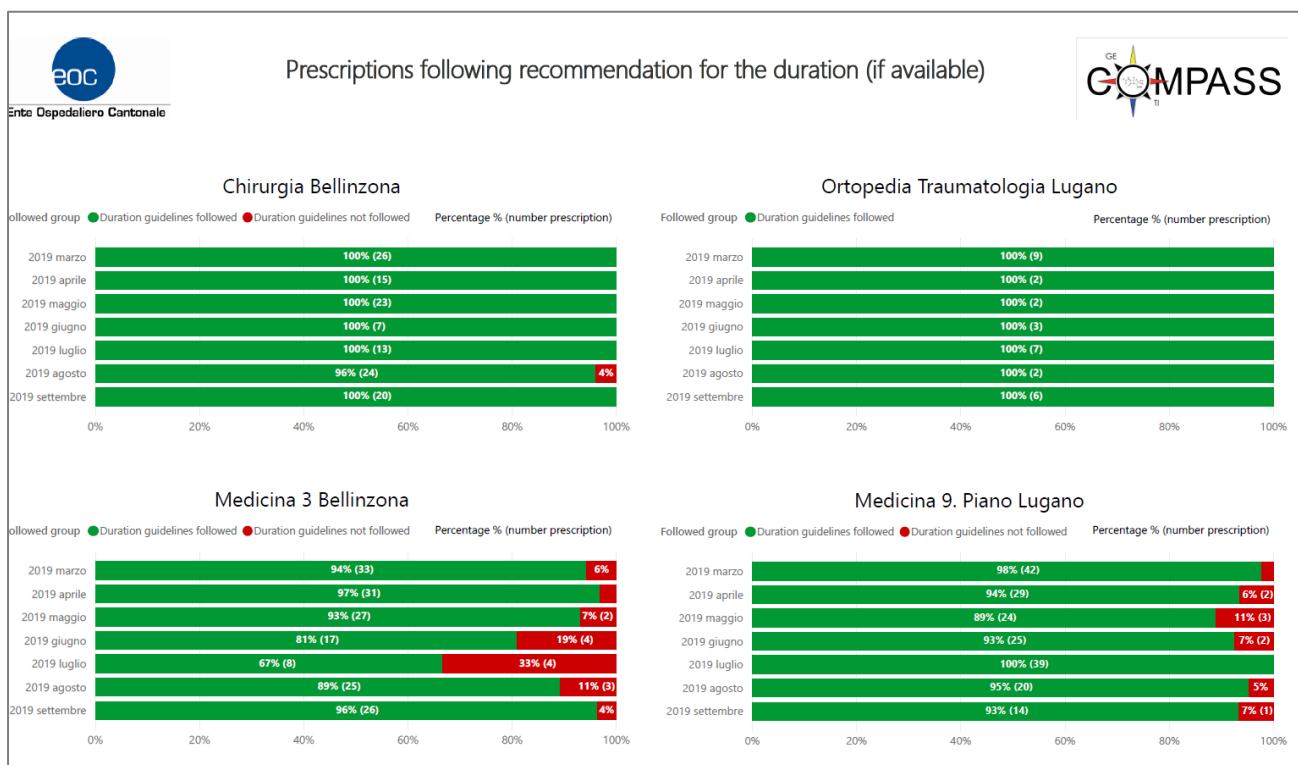 Prescriptions following recommendation for the duration (if available)
eoc
Ente Ospedaliero Cantonale
GE
COMPASS
TI
Chirurgia Bellinzona
ollowed group Duration guidelines followed Duration guidelines not followed Percentage % (number prescription)
2019 marzo 100% (26)
2019 aprile 100% (15)
2019 maggio 100% (23)
2019 giugno 100% (7)
2019 luglio 100% (13)
2019 agosto 96% (24) 4%
2019 settembre 100% (20)
0% 20% 40% 60% 80% 100%
Ortopedia Traumatologia Lugano
Followed group Duration guidelines followed Percentage % (number prescription)
2019 marzo 100% (9)
2019 aprile 100% (2)
2019 maggio 100% (2)
2019 giugno 100% (3)
2019 luglio 100% (7)
2019 agosto 100% (2)
2019 settembre 100% (6)
0% 20% 40% 60% 80% 100%
Medicina 3 Bellinzona
ollowed group Duration guidelines followed Duration guidelines not followed Percentage % (number prescription)
2019 marzo 94% (33) 6%
2019 aprile 97% (31)
2019 maggio 93% (27) 7% (2)
2019 giugno 81% (17) 19% (4)
2019 luglio 67% (8) 33% (4)
2019 agosto 89% (25) 11% (3)
2019 settembre 96% (26) 4%
0% 20% 40% 60% 80% 100%
Medicina 9. Piano Lugano
Followed group Duration guidelines followed Duration guidelines not followed Percentage % (number prescription)
2019 marzo 98% (42)
2019 aprile 94% (29) 6% (2)
2019 maggio 89% (24) 11% (3)
2019 giugno 93% (25) 7% (2)
2019 luglio 100% (39)
2019 agosto 95% (20) 5%
2019 settembre 93% (14) 7% (1)
0% 20% 40% 60% 80% 100%